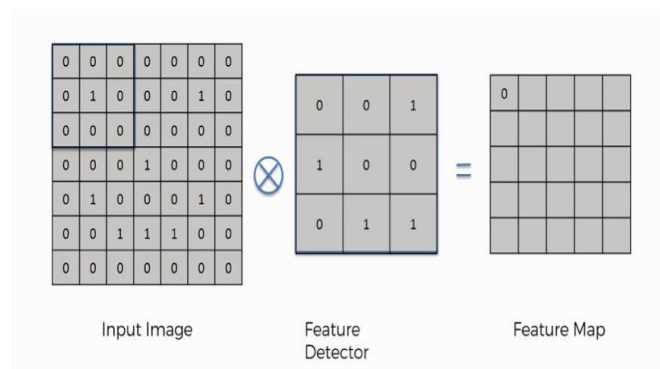 0 0 0 0 0 0 0
0 1 0 0 0 1 0
0 0 0 0 0 0 0
0 0 0 1 0 0 0
0 1 0 0 0 1 0
0 0 1 1 1 0 0
0 0 0 0 0 0 0
0 0 1
1 0 0
0 1 1
=
0
Input Image
Feature
Detector
Feature Map